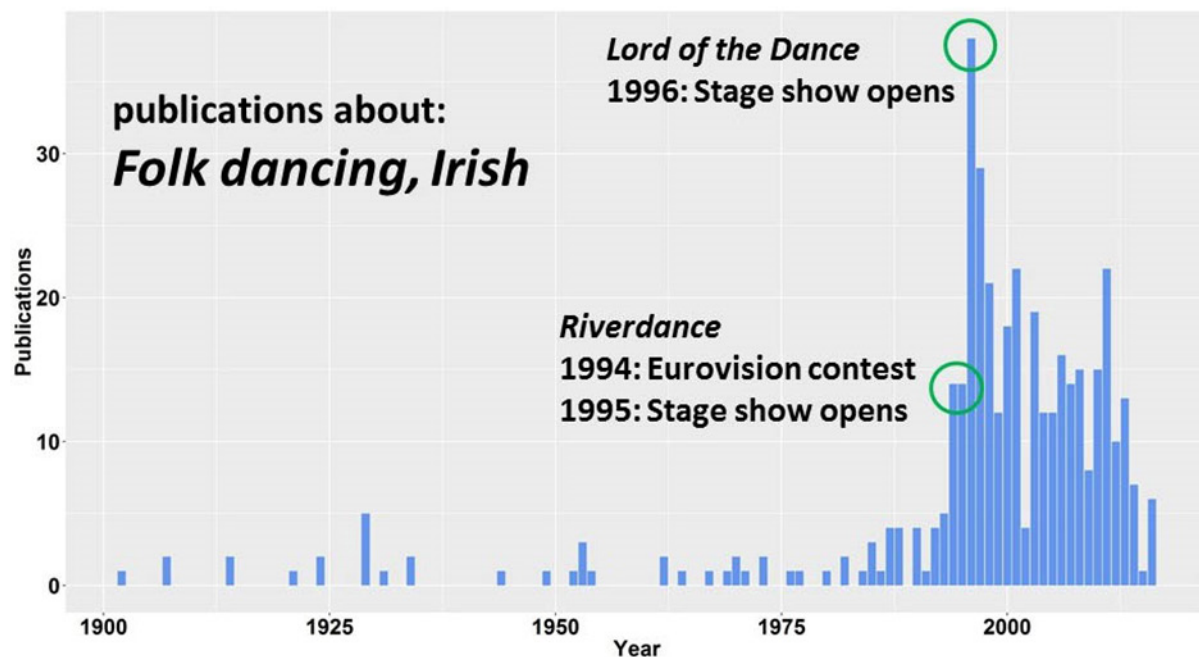 Lord of the Dance
1996: Stage show opens
publications about:
Folk dancing, Irish
Riverdance
1994: Eurovision contest
1995: Stage show opens
Publications
30
20
10
0
1900
1925
1950
1975
2000
Year